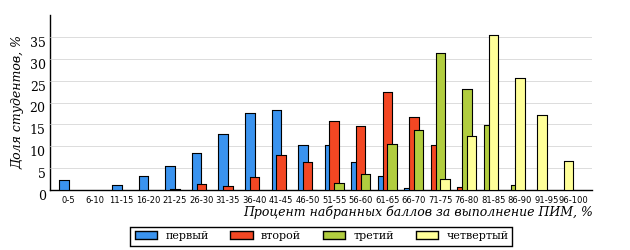 Доля студентов, %
35
30
25
20
15
10
5
0
0-5 6-10 11-15 16-20 21-25 26-30 31-35 36-40 41-45 46-50 51-55 56-60 61-65 66-70 71-75 76-80 81-85 86-90 91-95 96-100
Процент набранных баллов за выполнение ПИМ, %
первый второй третий четвертый